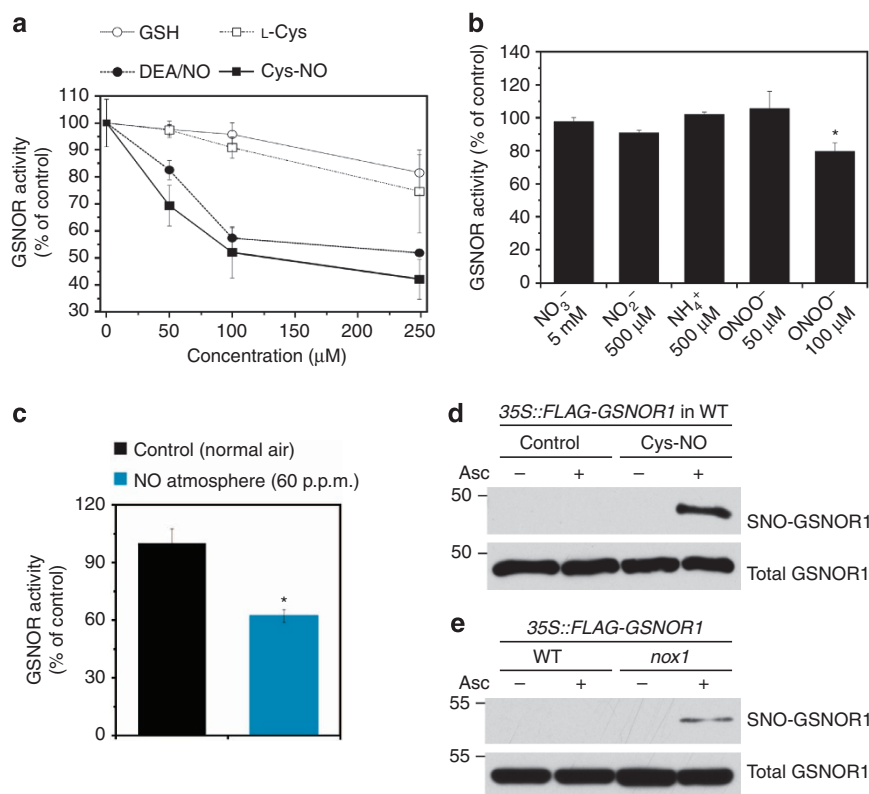 a
GSH
L-Cys
DEA/NO
Cys-NO
GSNOR activity
(% of control)
110
100
90
80
70
60
50
40
30
0 50 100 150 200 250
Concentration (μM)
b
GSNOR activity (% of control)
140
120
100
80
60
40
20
0
*
NO₃⁻
5 mM
NO₂⁻
500 μM
NH₄⁺
500 μM
ONOO⁻
50 μM
ONOO⁻
100 μM
c
Control (normal air)
NO atmosphere (60 p.p.m.)
GSNOR activity
(% of control)
120
90
60
30
0
*
d
35S::FLAG-GSNOR1 in WT
Control Cys-NO
Asc − + − +
50
SNO-GSNOR1
50
Total GSNOR1
e
35S::FLAG-GSNOR1
WT nox1
Asc − + − +
55
SNO-GSNOR1
55
Total GSNOR1